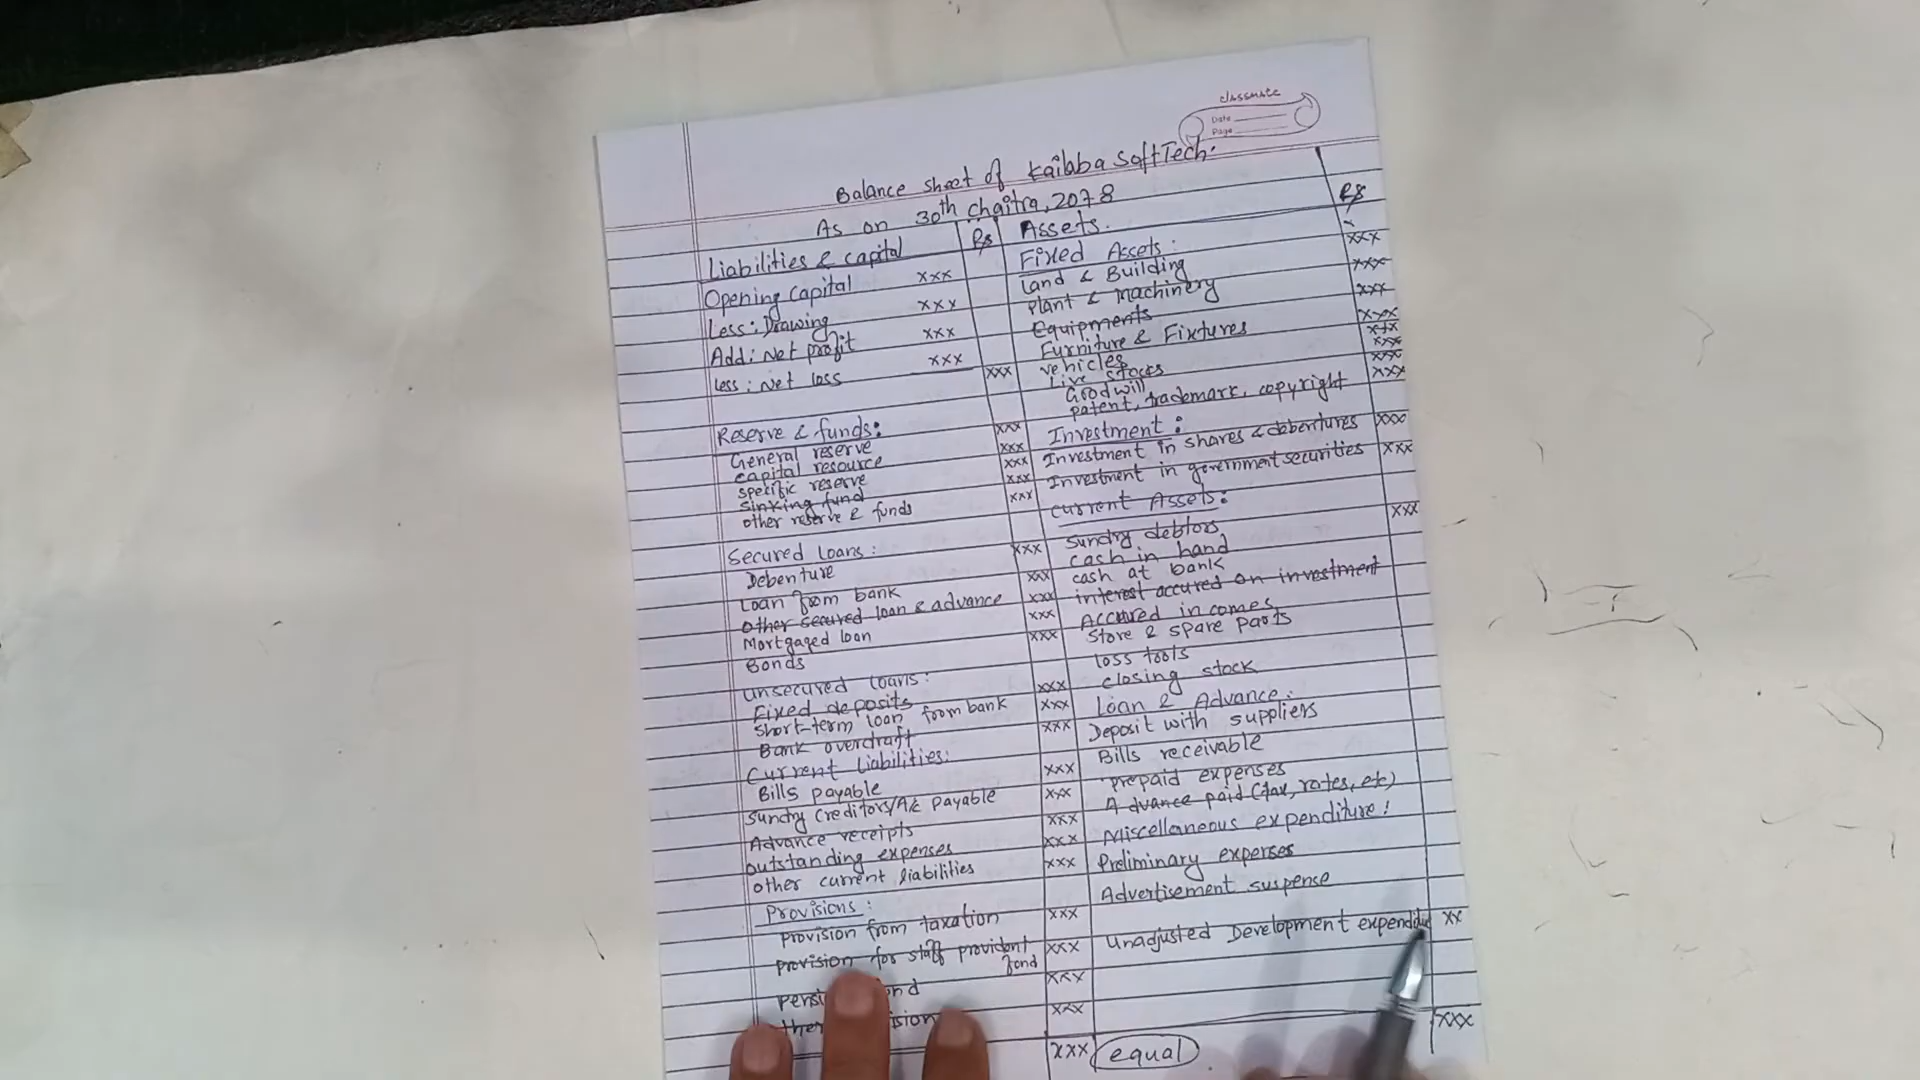 classmate
Date
Page
Balance sheet of Kailaba SoftTech.
As on 30th chaitra, 2078
Liabilities & capital Rs Assets. Rs
Opening capital xxx
Less: Drawing xxx
Add: Net profit xxx
Less: Net loss xxx xxx
Reserve & funds: xxx
General reserve xxx
capital resource xxx
specific reserve xxx
sinking fund xxx
other reserve & funds
Secured Loans: xxx
Debenture
Loan from bank xxx
Other secured loan & advance xxx
Mortgaged loan xxx
Bonds xxx
Unsecured Loans:
Fixed deposits xxx
Short-term loan from bank xxx
Bank overdraft xxx
Current Liabilities:
Bills payable xxx
Sundry Creditors/A/c payable xxx
Advance receipts xxx
outstanding expenses xxx
other current liabilities xxx
Provisions:
provision from taxation xxx
provision for staff provident fond xxx
xxx
xxx
xxx
Fixed Assets:
Land & Building xxx
Plant & Machinery xxx
Equipments xxx
Furniture & Fixtures xxx
vehicles xxx
Live stocks xxx
Goodwill xxx
patent, trademark, copyright xxx
Investment:
Investment in shares & debentures xxx
Investment in government securities xxx
Current Assets:
Sundry debtors xxx
cash in hand
cash at bank
interest accured on investment
Accured incomes
Store & spare parts
loss tools
closing stock
Loan & Advance:
Deposit with suppliers
Bills receivable
prepaid expenses
Advance paid (tax, rates, etc)
Miscellaneous expenditure:
Preliminary expenses
Advertisement suspense
Unadjusted Development xx
xxx
equal